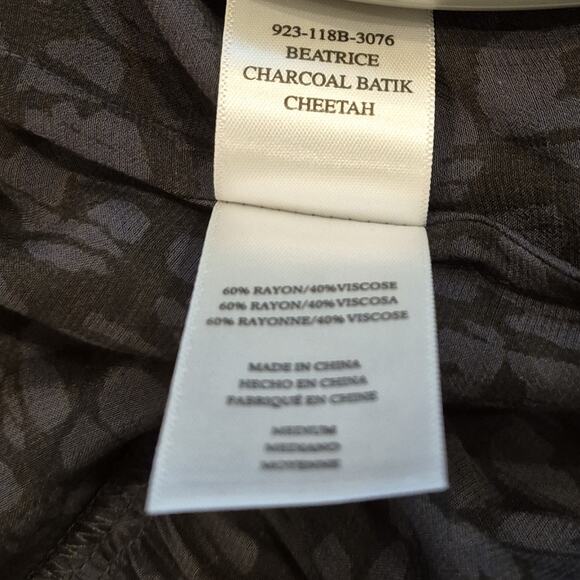 923-118B-3076
BEATRICE
CHARCOAL BATIK
CHEETAH
60% RAYON/40% VISCOSE
60% RAYON/40% VISCOSA
60% RAYONNE/40% VISCOSE
MADE IN CHINA
HECHO EN CHINA
FABRIQUÉ EN CHINE
MEDIUM
MEDIANO
MOYENNE